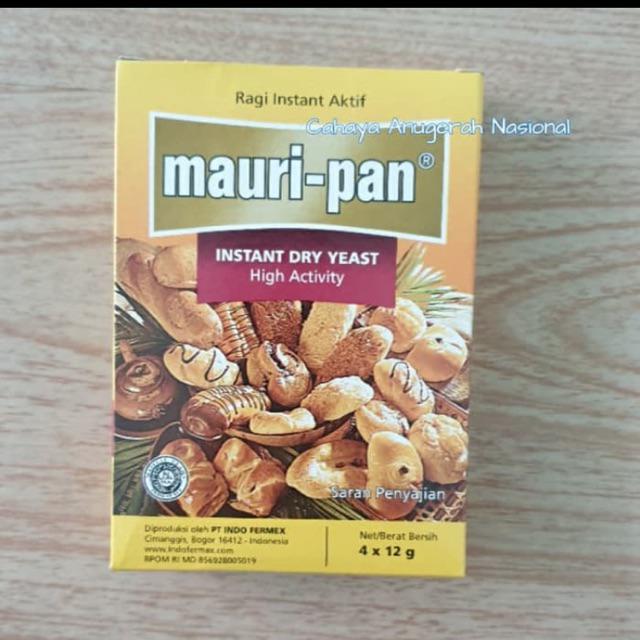 Ragi Instant Aktif
Cahaya Anugerah Nasional
mauri-pan®
INSTANT DRY YEAST
High Activity
Saran Penyajian
Diproduksi oleh PT INDO FERMEX
Cimanggis, Bogor 16412 - Indonesia
www.Indofermex.com
BPOM RI MD 856928005019
Net/Berat Bersih
4 x 12 g